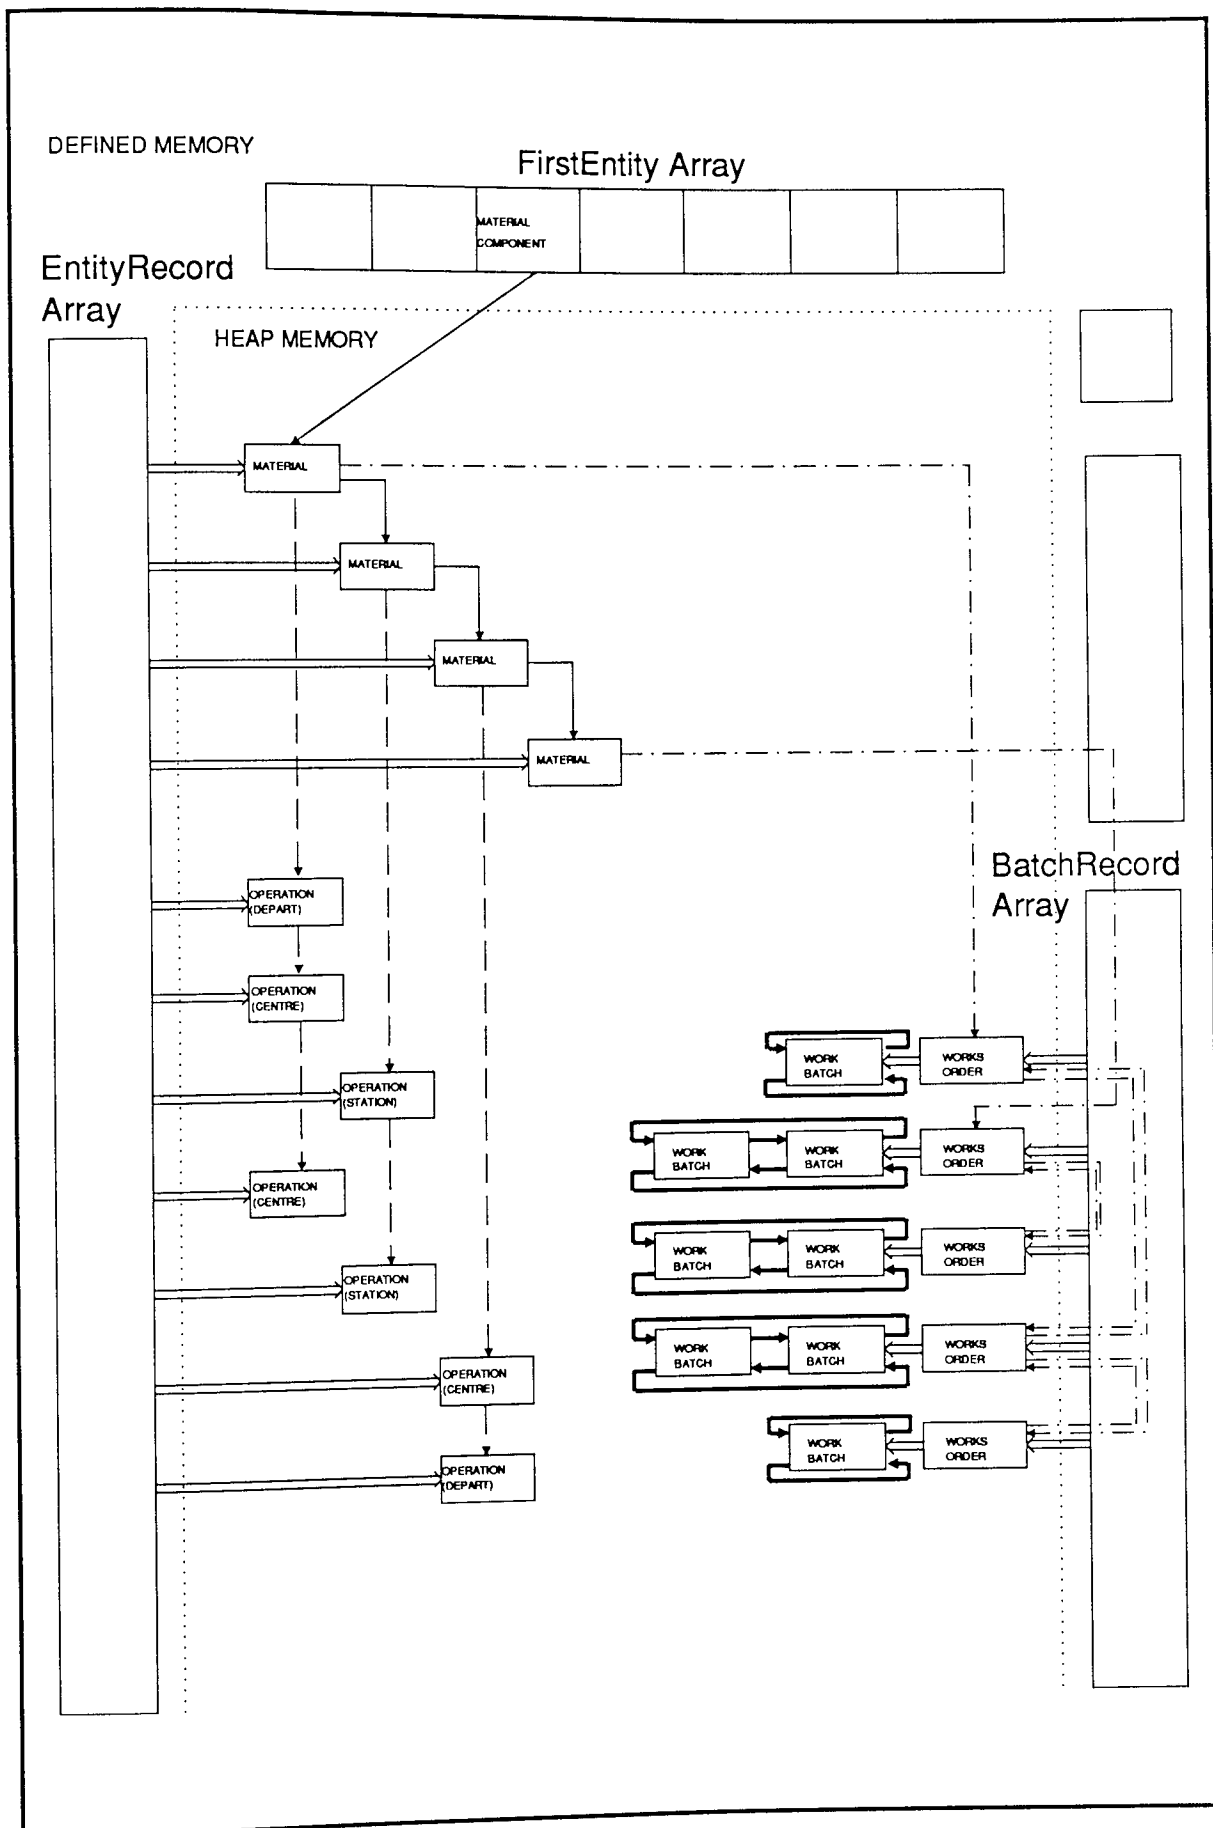 DEFINED MEMORY
FirstEntity Array
MATERIAL
COMPONENT
EntityRecord
Array
HEAP MEMORY
MATERIAL
MATERIAL
MATERIAL
MATERIAL
BatchRecord
Array
OPERATION
(DEPART)
OPERATION
(CENTRE)
OPERATION
(STATION)
OPERATION
(CENTRE)
OPERATION
(STATION)
OPERATION
(CENTRE)
OPERATION
(DEPART)
WORK
BATCH
WORKS
ORDER
WORK
BATCH
WORK
BATCH
WORKS
ORDER
WORK
BATCH
WORK
BATCH
WORKS
ORDER
WORK
BATCH
WORK
BATCH
WORKS
ORDER
WORK
BATCH
WORKS
ORDER